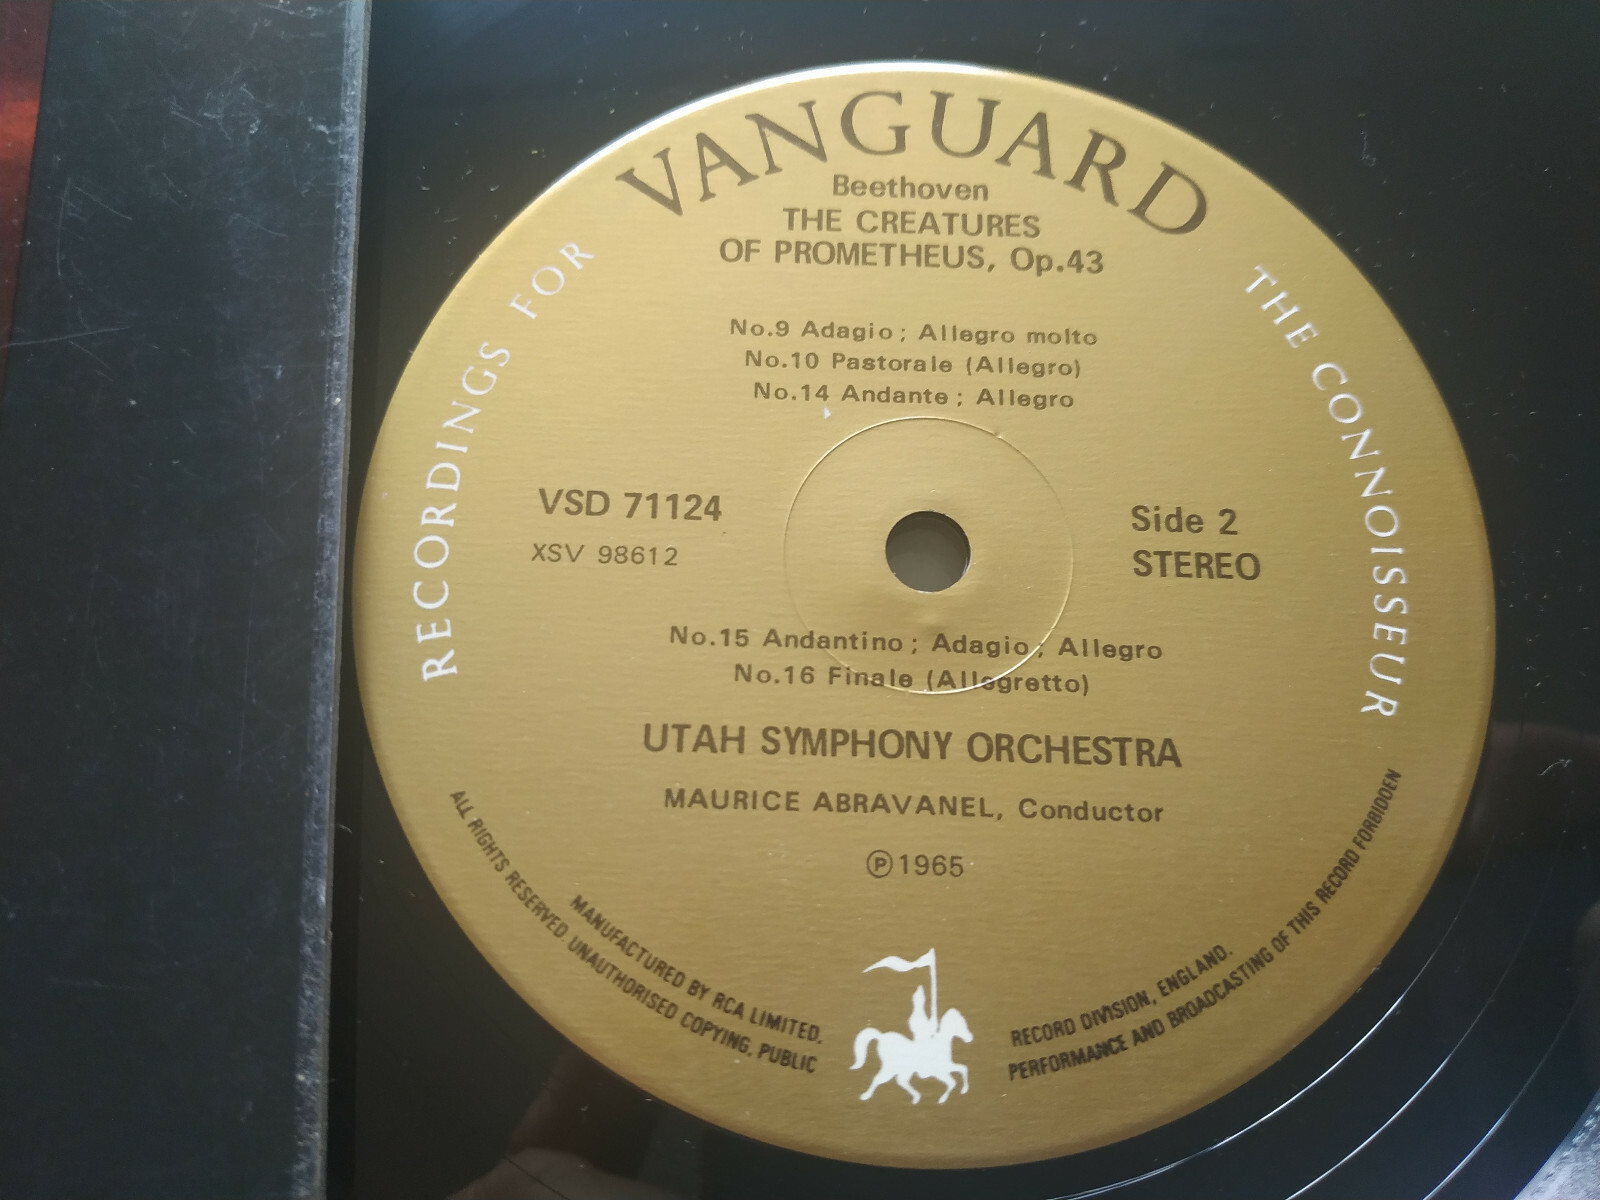 VANGUARD
RECORDINGS FOR
THE CONNOISSEUR
Beethoven
THE CREATURES
OF PROMETHEUS, Op.43
No.9 Adagio ; Allegro molto
No.10 Pastorale (Allegro)
No.14 Andante ; Allegro
VSD 71124
XSV 98612
Side 2
STEREO
No.15 Andantino ; Adagio ; Allegro
No.16 Finale (Allegretto)
UTAH SYMPHONY ORCHESTRA
MAURICE ABRAVANEL, Conductor
℗1965
MANUFACTURED BY RCA LIMITED,
RECORD DIVISION, ENGLAND.
ALL RIGHTS RESERVED. UNAUTHORISED COPYING, PUBLIC
PERFORMANCE AND BROADCASTING OF THIS RECORD FORBIDDEN